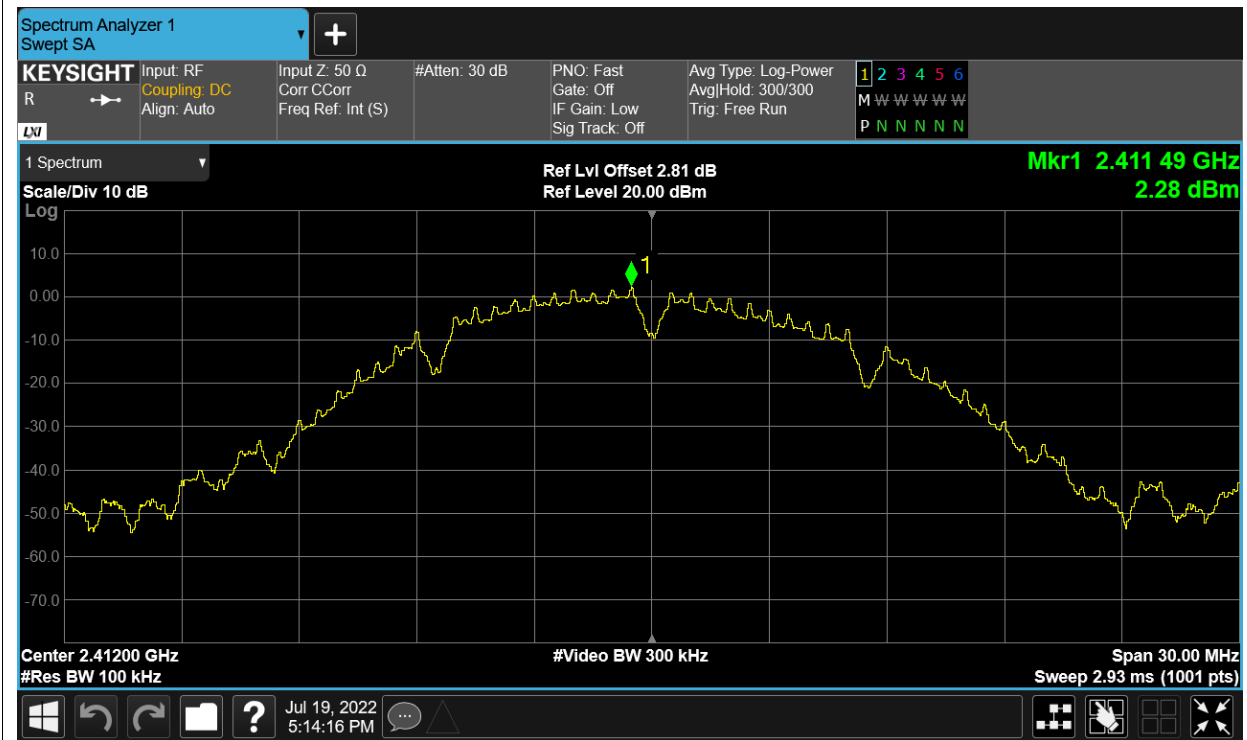 Spectrum Analyzer 1
Swept SA
KEYSIGHT
R
LXI
Input: RF
Coupling: DC
Align: Auto
Input Z: 50 Ω
Corr CCorr
Freq Ref: Int (S)
#Atten: 30 dB
PNO: Fast
Gate: Off
IF Gain: Low
Sig Track: Off
Avg Type: Log-Power
Avg|Hold: 300/300
Trig: Free Run
1 2 3 4 5 6
M W W W W W
P N N N N N
1 Spectrum
Scale/Div 10 dB
Ref Lvl Offset 2.81 dB
Ref Level 20.00 dBm
Mkr1 2.411 49 GHz
2.28 dBm
Log
10.0
0.00
-10.0
-20.0
-30.0
-40.0
-50.0
-60.0
-70.0
1
Center 2.41200 GHz
#Res BW 100 kHz
#Video BW 300 kHz
Span 30.00 MHz
Sweep 2.93 ms (1001 pts)
?
Jul 19, 2022
5:14:16 PM